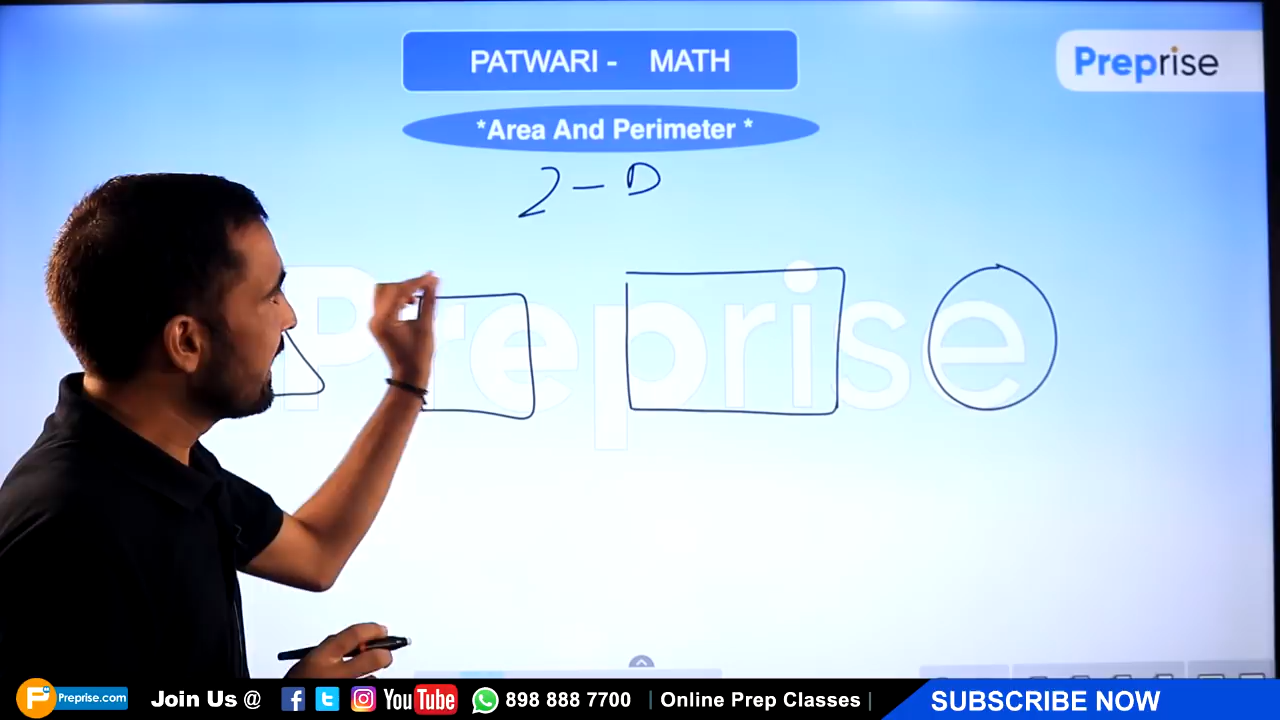 PATWARI - MATH
Preprise
*Area And Perimeter *
2-D
Preprise
Preprise.com
Join Us @
YouTube
898 888 7700
Online Prep Classes
SUBSCRIBE NOW